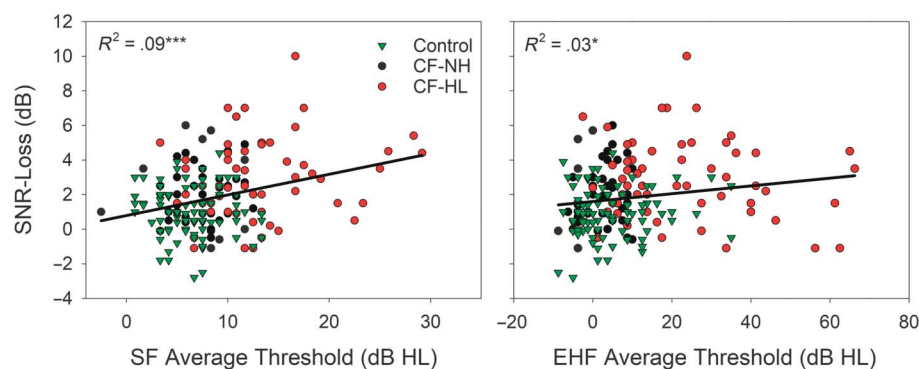 R² = .09***
Control
CF-NH
CF-HL
R² = .03*
SNR-Loss (dB)
12
10
8
6
4
2
0
−2
−4
0 10 20 30
−20 0 20 40 60 80
SF Average Threshold (dB HL)
EHF Average Threshold (dB HL)